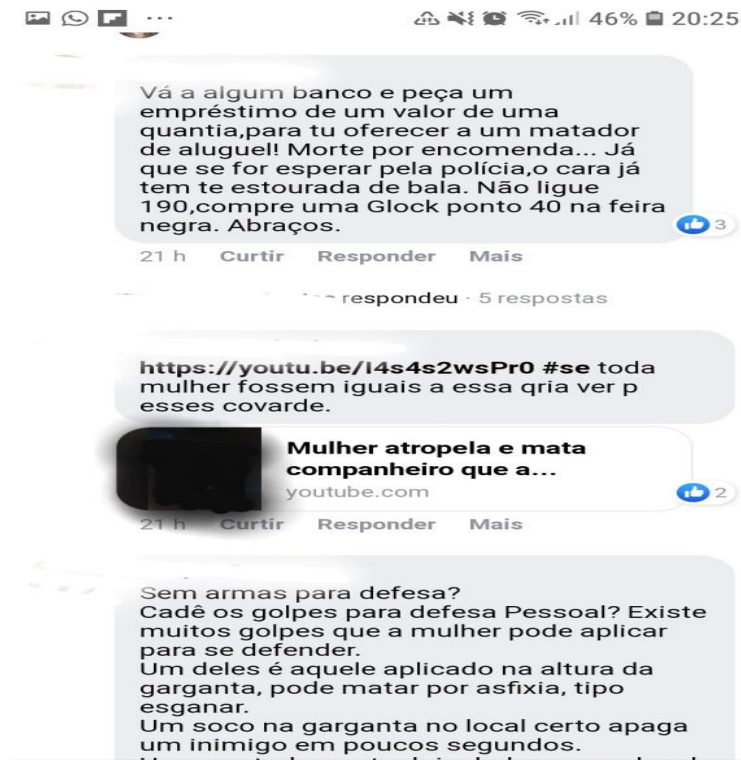 46% 20:25
Vá a algum banco e peça um
empréstimo de um valor de uma
quantia,para tu oferecer a um matador
de aluguel! Morte por encomenda... Já
que se for esperar pela polícia,o cara já
tem te estourada de bala. Não ligue
190,compre uma Glock ponto 40 na feira
negra. Abraços.
3
21 h Curtir Responder Mais
respondeu · 5 respostas
https://youtu.be/I4s4s2wsPr0 #se toda
mulher fossem iguais a essa qria ver p
esses covarde.
Mulher atropela e mata
companheiro que a...
youtube.com
2
21 h Curtir Responder Mais
Sem armas para defesa?
Cadê os golpes para defesa Pessoal? Existe
muitos golpes que a mulher pode aplicar
para se defender.
Um deles é aquele aplicado na altura da
garganta, pode matar por asfixia, tipo
esganar.
Um soco na garganta no local certo apaga
um inimigo em poucos segundos.